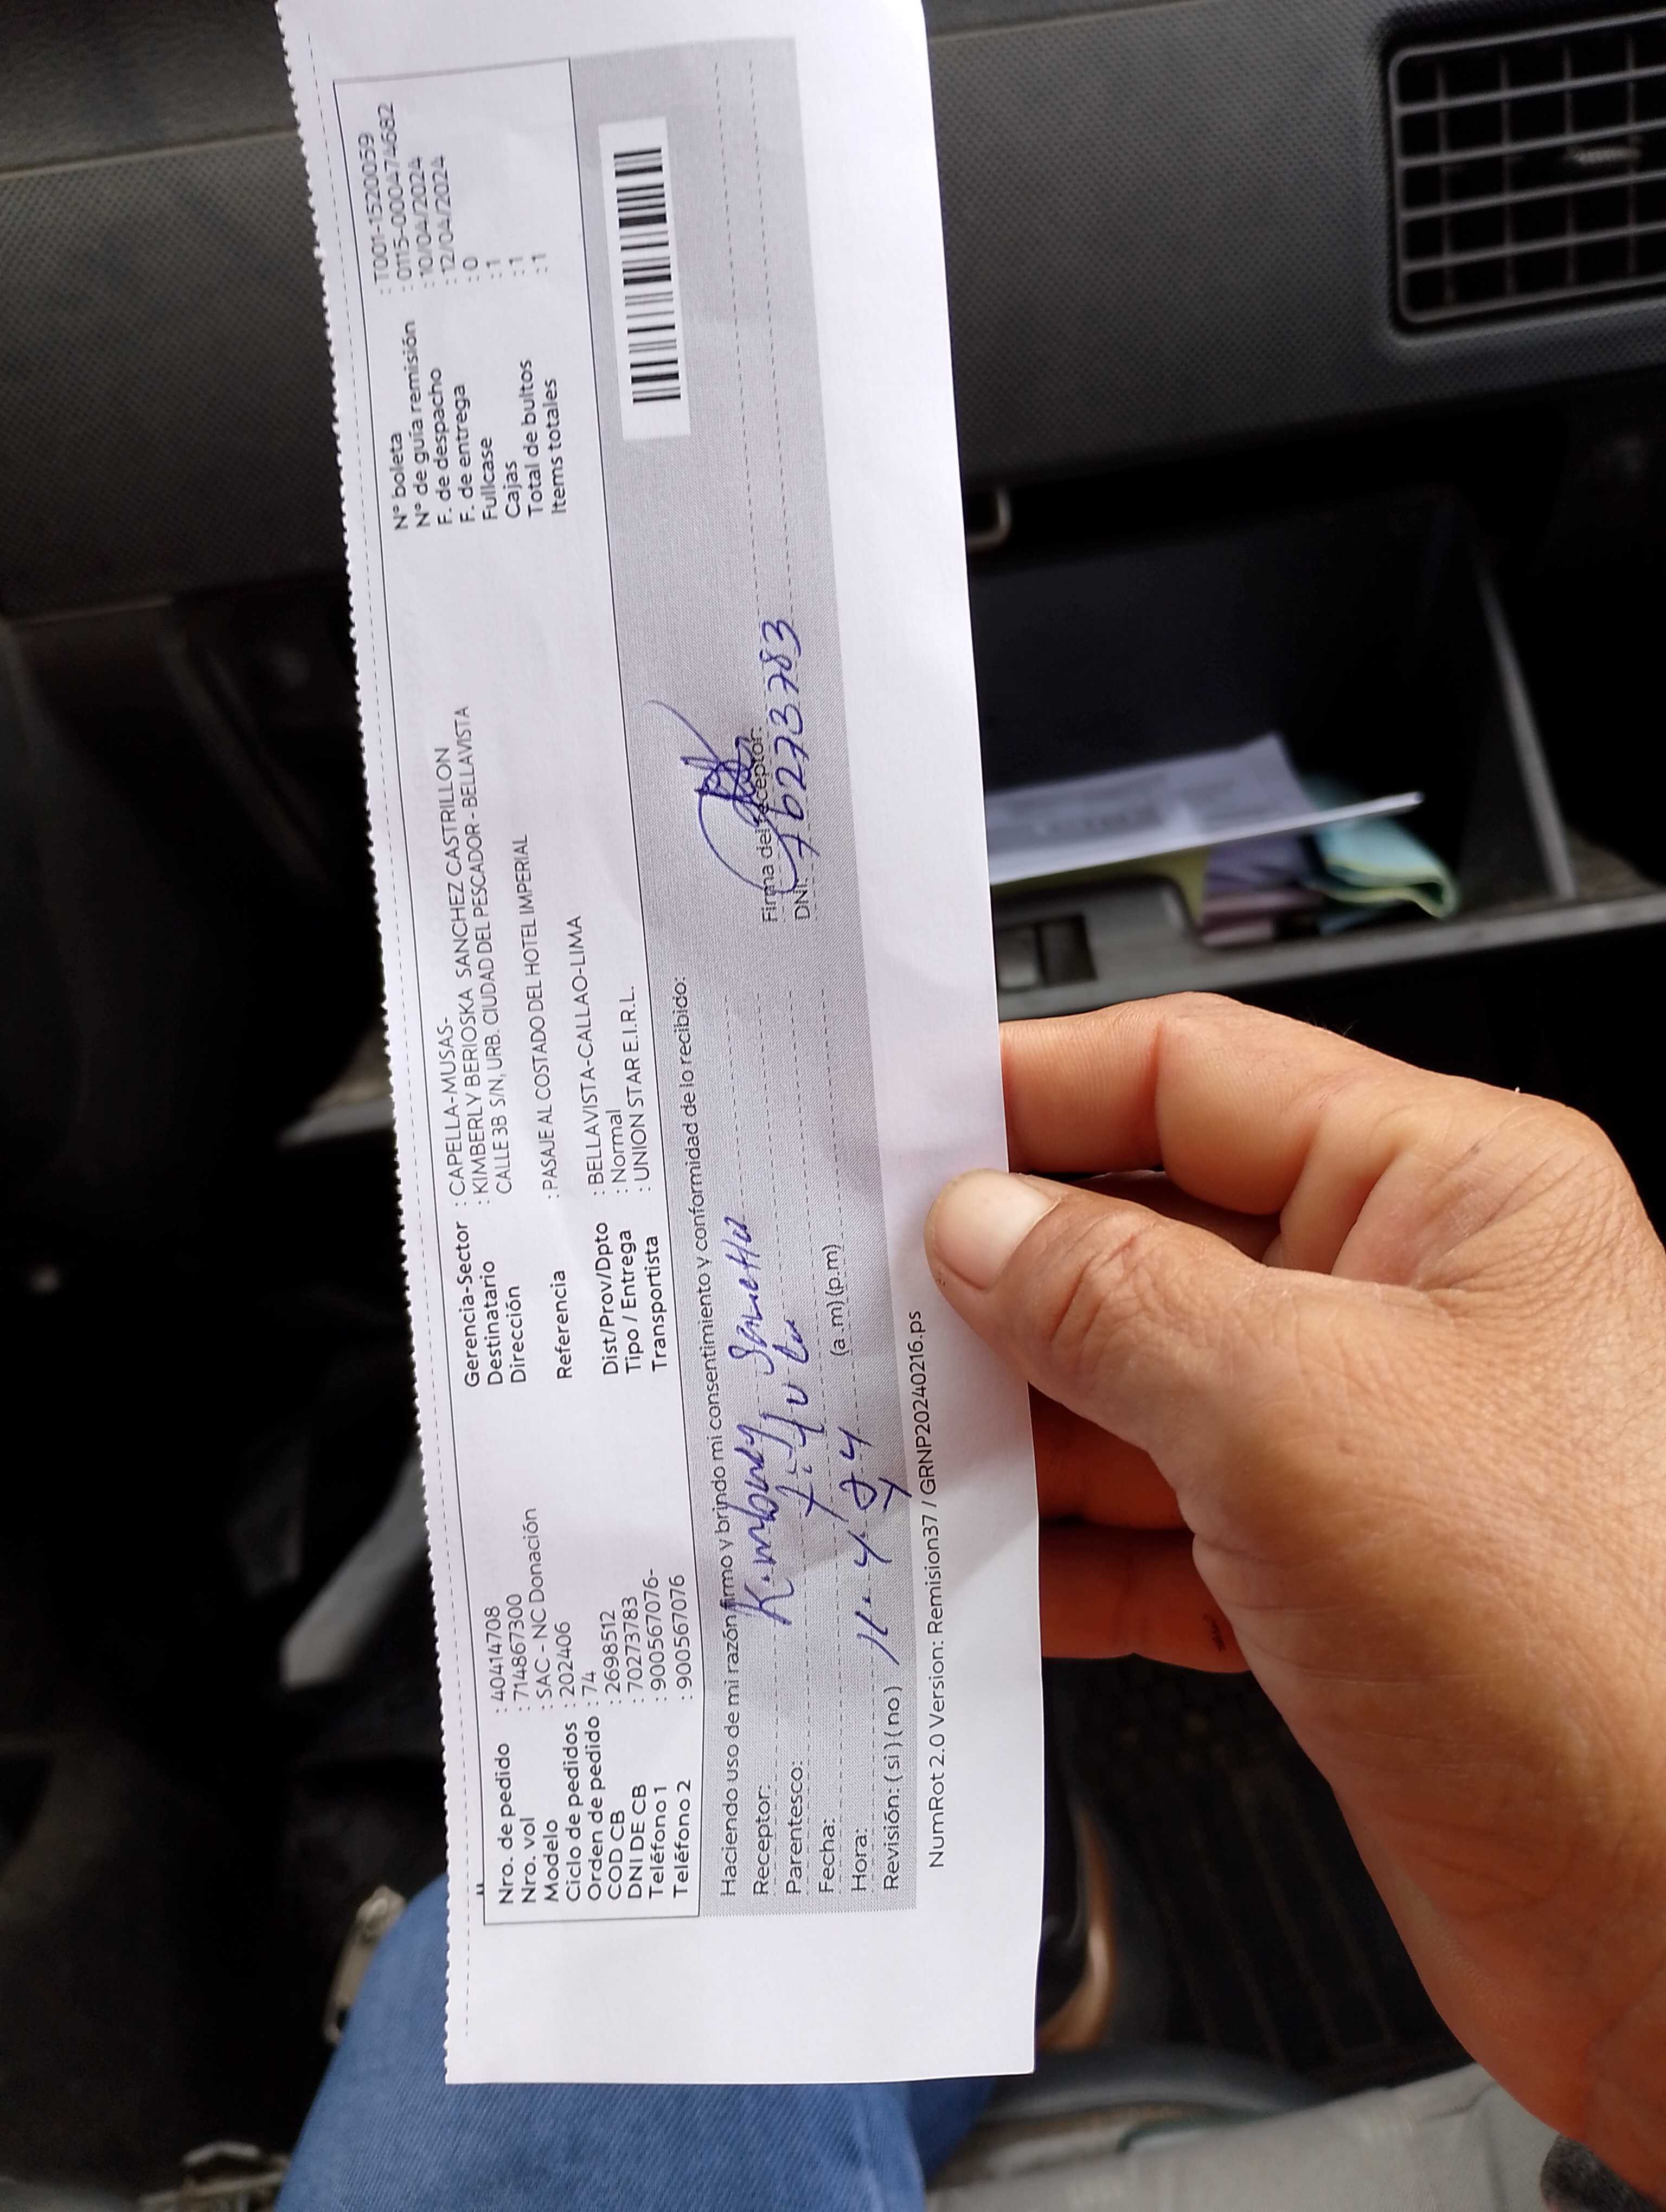 Nro. de pedido : 40414708
Nro. vol : 714867300
Modelo : SAC - NC Donación
Ciclo de pedidos : 202406
Orden de pedido : 74
COD CB : 2698512
DNI DE CB : 70273783
Teléfono 1 : 900567076-
Teléfono 2 : 900567076
Gerencia-Sector : CAPELLA-MUSAS-
Destinatario : KIMBERLY BERIOSKA SANCHEZ CASTRILLON
Dirección CALLE 3B S/N, URB. CIUDAD DEL PESCADOR - BELLAVISTA
Referencia : PASAJE AL COSTADO DEL HOTEL IMPERIAL
Dist/Prov/Dpto : BELLAVISTA-CALLAO-LIMA
Tipo / Entrega : Normal
Transportista : UNION STAR E.I.R.L.
N° boleta : T001-1520059
N° de guía remisión : 0115-0000474682
F. de despacho : 10/04/2024
F. de entrega : 12/04/2024
Fullcase : 0
Cajas : 1
Total de bultos : 1
Items totales : 1
Haciendo uso de mi razón firmo y brindo mi consentimiento y conformidad de lo recibido:
Receptor: Kimberly
Parentesco:
Fecha:
Hora: (a.m) (p.m)
Revisión: ( si ) ( no )
Firma del receptor:
DNI:
NumRot 2.0 Version: Remision37 / GRNP20240216.ps